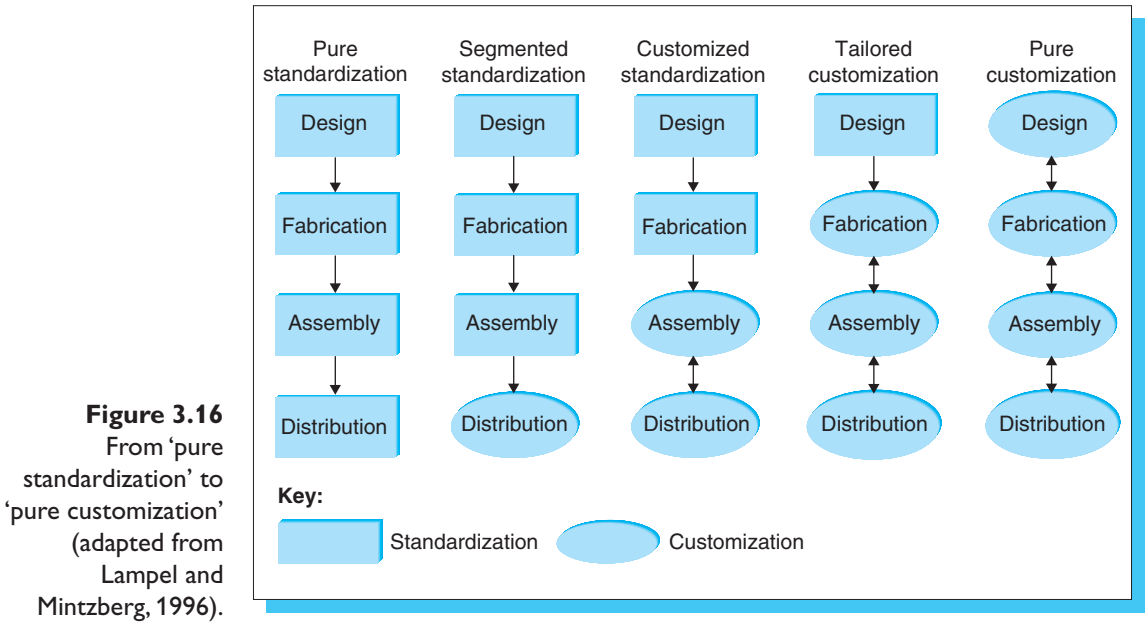 Pure standardization
Segmented standardization
Customized standardization
Tailored customization
Pure customization
Design
Design
Design
Design
Design
Fabrication
Fabrication
Fabrication
Fabrication
Fabrication
Assembly
Assembly
Assembly
Assembly
Assembly
Distribution
Distribution
Distribution
Distribution
Distribution
Key:
Standardization
Customization
Figure 3.16
From ‘pure
standardization’ to
‘pure customization’
(adapted from
Lampel and
Mintzberg, 1996).